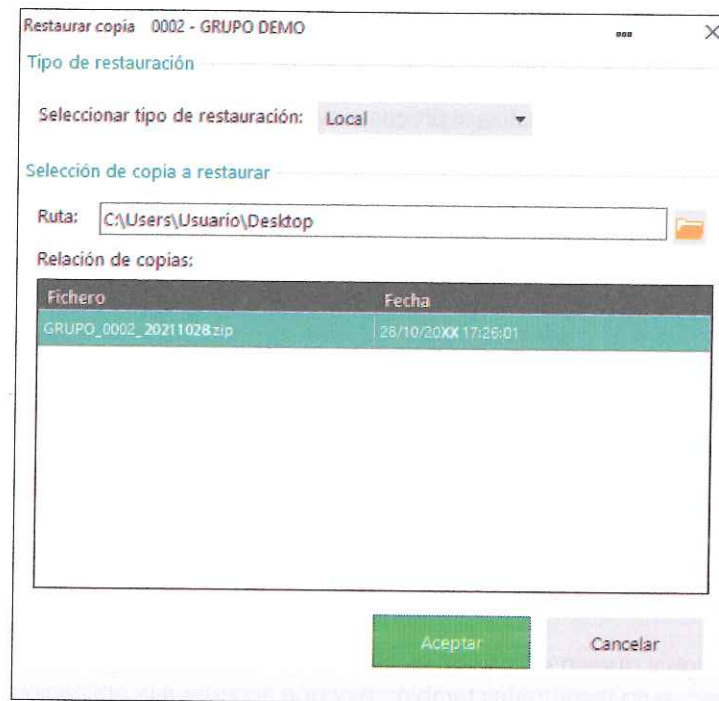 Restaurar copia 0002 - GRUPO DEMO
Tipo de restauración
Seleccionar tipo de restauración: Local
Selección de copia a restaurar
Ruta: C:\Users\Usuario\Desktop
Relación de copias:
Fichero Fecha
GRUPO_0002_20211028.zip 28/10/20XX 17:26:01
Aceptar Cancelar